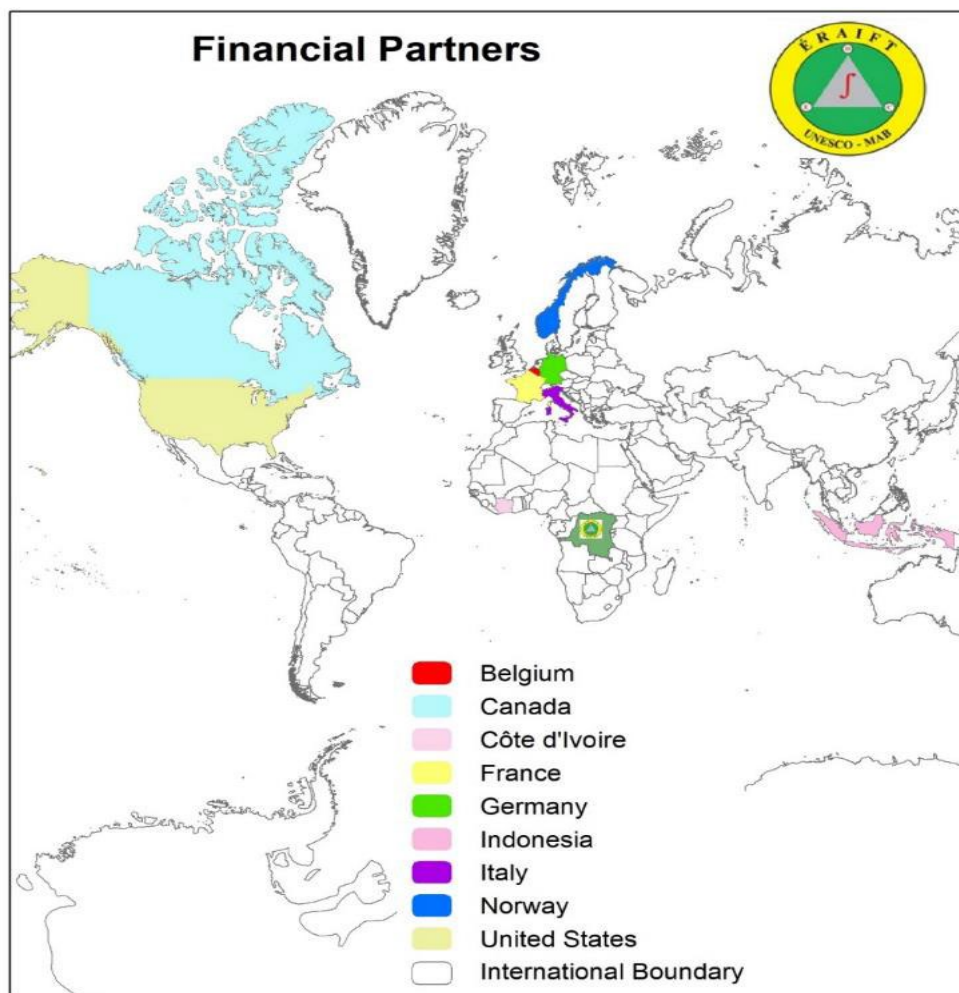 Financial Partners
ÉRAIFT
UNESCO - MAB
Belgium
Canada
Côte d'Ivoire
France
Germany
Indonesia
Italy
Norway
United States
International Boundary